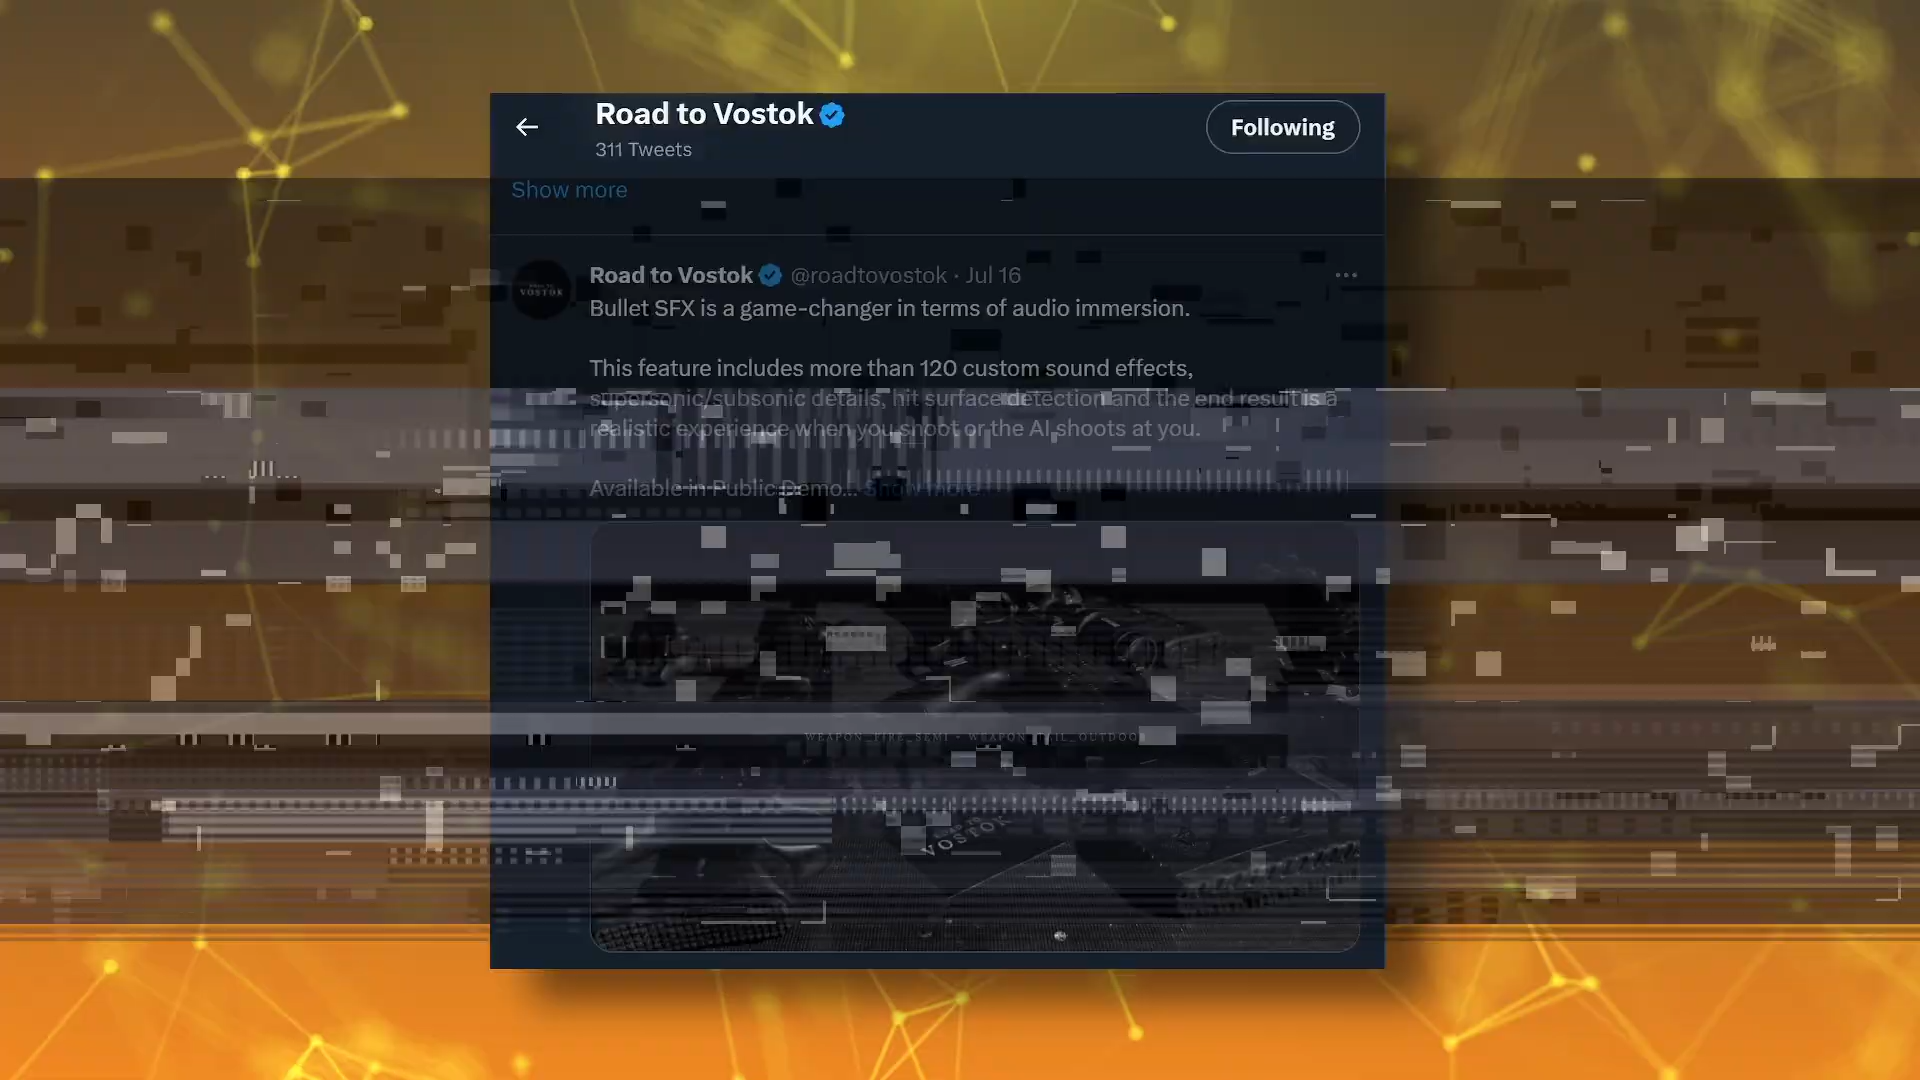 Road to Vostok
311 Tweets
Following
Show more
Road to Vostok @roadtovostok · Jul 16
Bullet SFX is a game-changer in terms of audio immersion.
This feature includes more than 120 custom sound effects,
supersonic/subsonic details, hit surface detection and the end result is a
realistic experience when you shoot or the AI shoots at you.
Available in Public Demo... Show more
WEAPON_FIRE_SEMI + WEAPON_TAIL_OUTDOOR
ROAD TO
VOSTOK